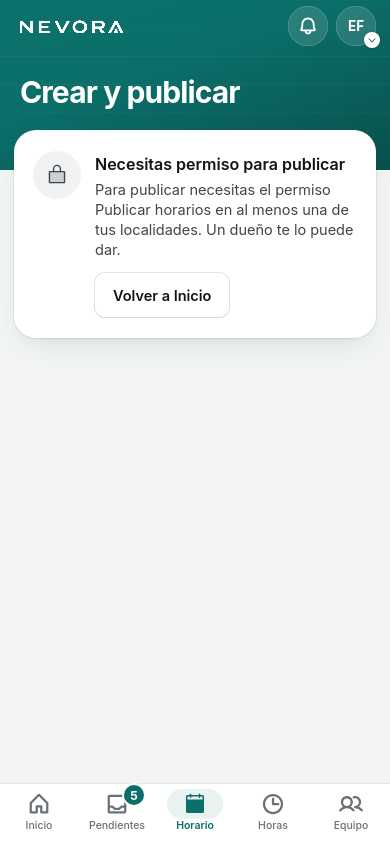 NEVORA
EF
Crear y publicar
Necesitas permiso para publicar
Para publicar necesitas el permiso
Publicar horarios en al menos una de
tus localidades. Un dueño te lo puede
dar.
Volver a Inicio
5
Inicio
Pendientes
Horario
Horas
Equipo